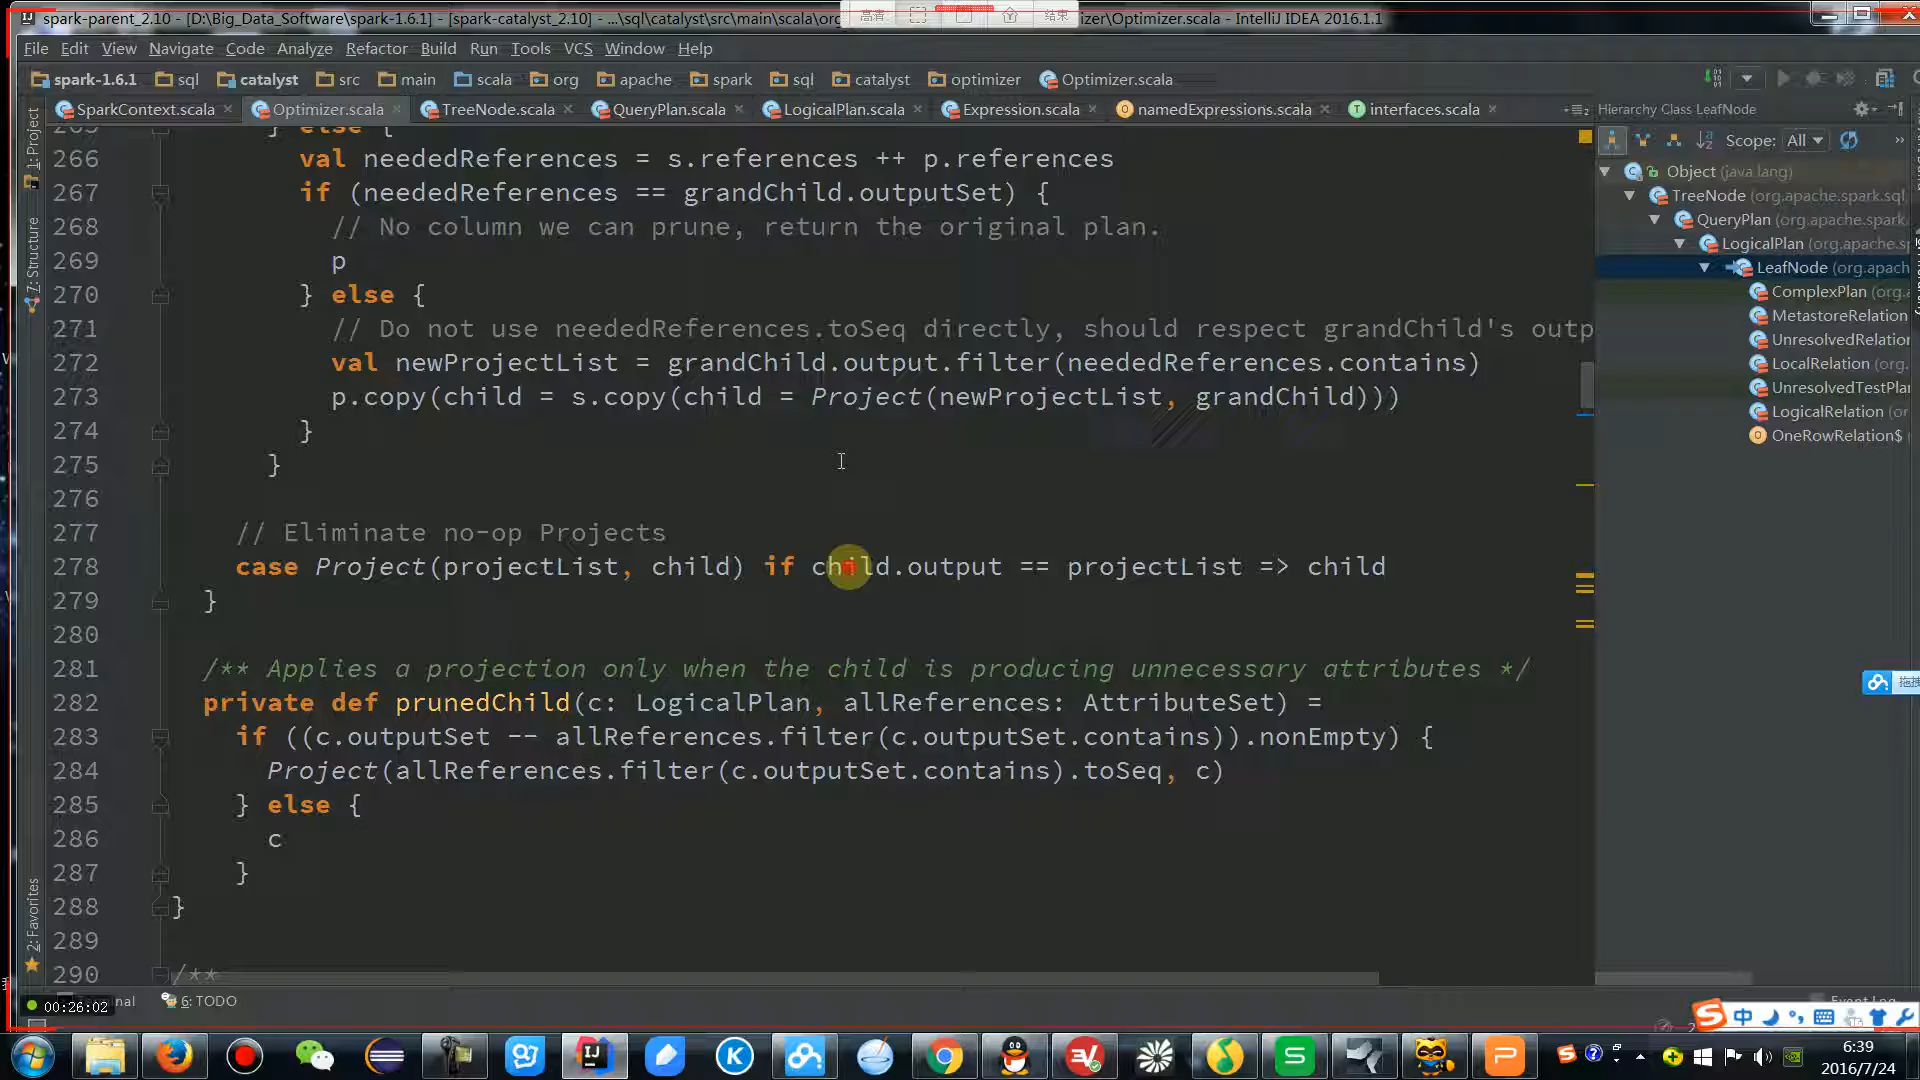 spark-parent_2.10 - [D:\Big_Data_Software\spark-1.6.1] - [spark-catalyst_2.10] - ...\sql\catalyst\src\main\scala\org
高清
结束
izer\Optimizer.scala - IntelliJ IDEA 2016.1.1
File Edit View Navigate Code Analyze Refactor Build Run Tools VCS Window Help
spark-1.6.1 sql catalyst src main scala org apache spark sql catalyst optimizer Optimizer.scala
SparkContext.scala Optimizer.scala TreeNode.scala QueryPlan.scala LogicalPlan.scala Expression.scala namedExpressions.scala interfaces.scala
Hierarchy Class LeafNode
Scope: All
Object (java.lang)
TreeNode (org.apache.spark.sql
QueryPlan (org.apache.spark.
LogicalPlan (org.apache.sp
LeafNode (org.apach
ComplexPlan (org.a
MetastoreRelation
UnresolvedRelation
LocalRelation (org.
UnresolvedTestPlan
LogicalRelation (or
OneRowRelation$ (
1: Project
7: Structure
2: Favorites
265 } else {
266 val neededReferences = s.references ++ p.references
267 if (neededReferences == grandChild.outputSet) {
268 // No column we can prune, return the original plan.
269 p
270 } else {
271 // Do not use neededReferences.toSeq directly, should respect grandChild's outp
272 val newProjectList = grandChild.output.filter(neededReferences.contains)
273 p.copy(child = s.copy(child = Project(newProjectList, grandChild)))
274 }
275 }
276
277 // Eliminate no-op Projects
278 case Project(projectList, child) if child.output == projectList => child
279 }
280
281 /** Applies a projection only when the child is producing unnecessary attributes */
282 private def prunedChild(c: LogicalPlan, allReferences: AttributeSet) =
283 if ((c.outputSet -- allReferences.filter(c.outputSet.contains)).nonEmpty) {
284 Project(allReferences.filter(c.outputSet.contains).toSeq, c)
285 } else {
286 c
287 }
288 }
289
290 /**
00:26:02
nal
6: TODO
Event Log
中
6:39
2016/7/24